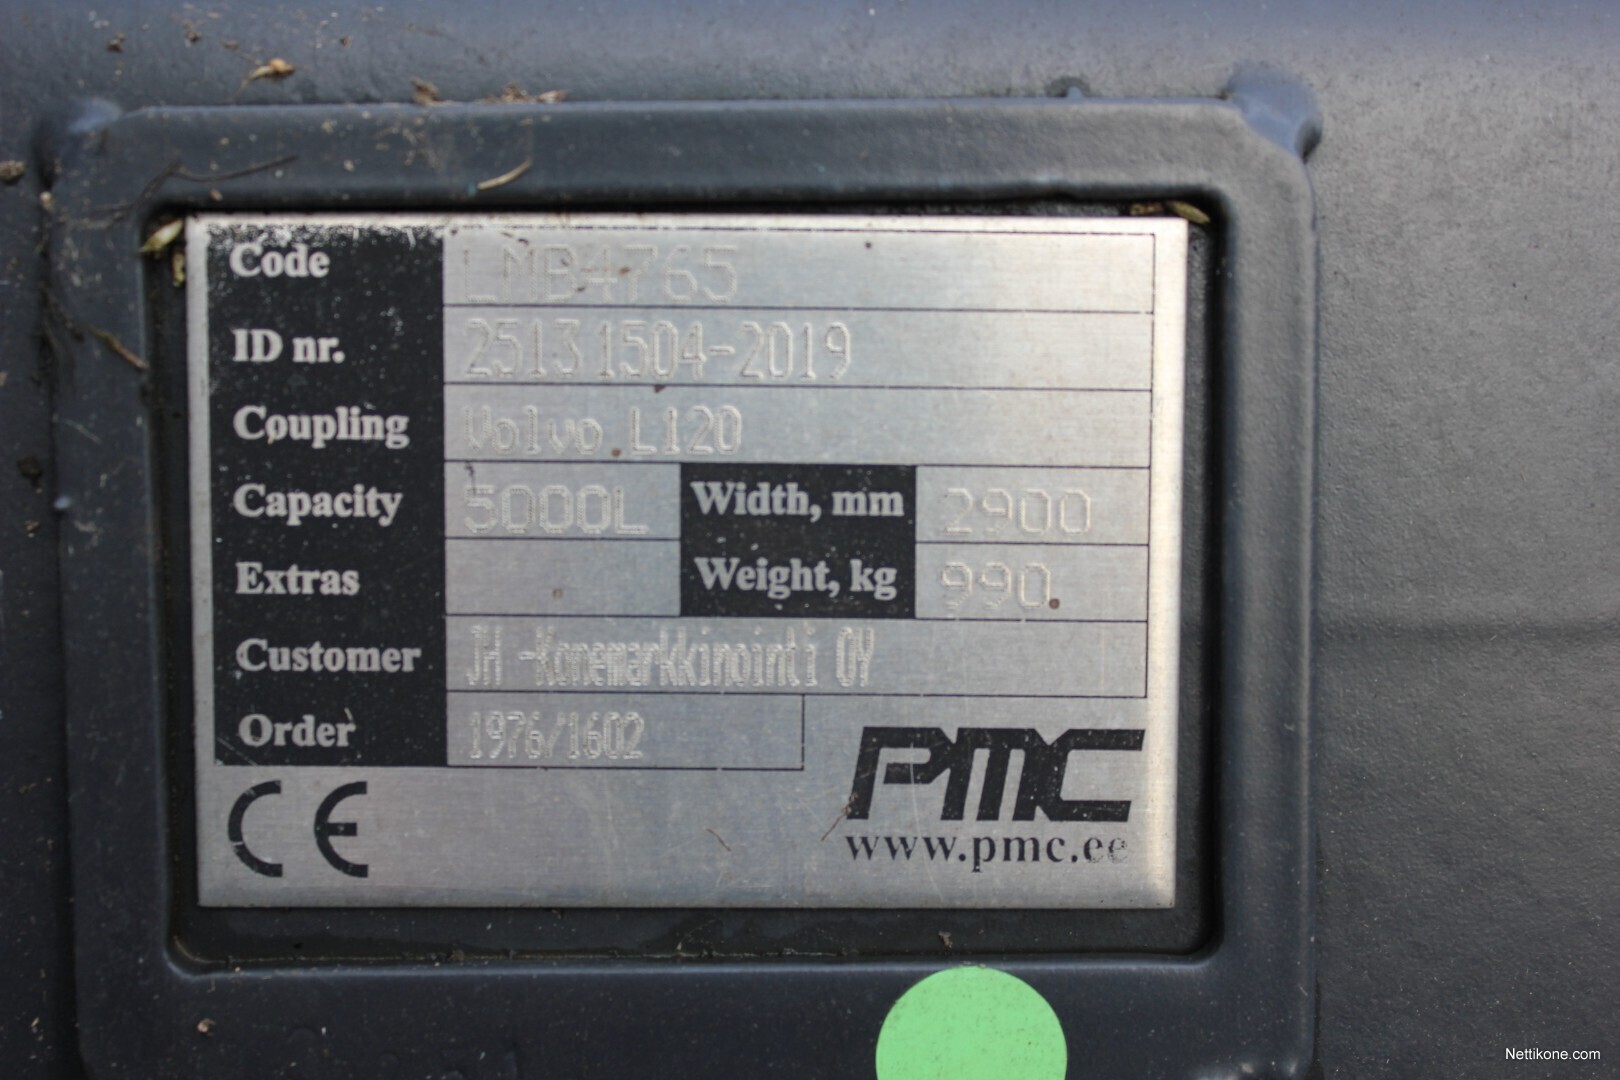 Code LMB4765
ID nr. 25131504-2019
Coupling Volvo L120
Capacity 5000L Width, mm 2900
Extras Weight, kg 990
Customer JH -Konemarkkinointi OY
Order 1976/1602
CE PMC
www.pmc.ee
Nettikone.com